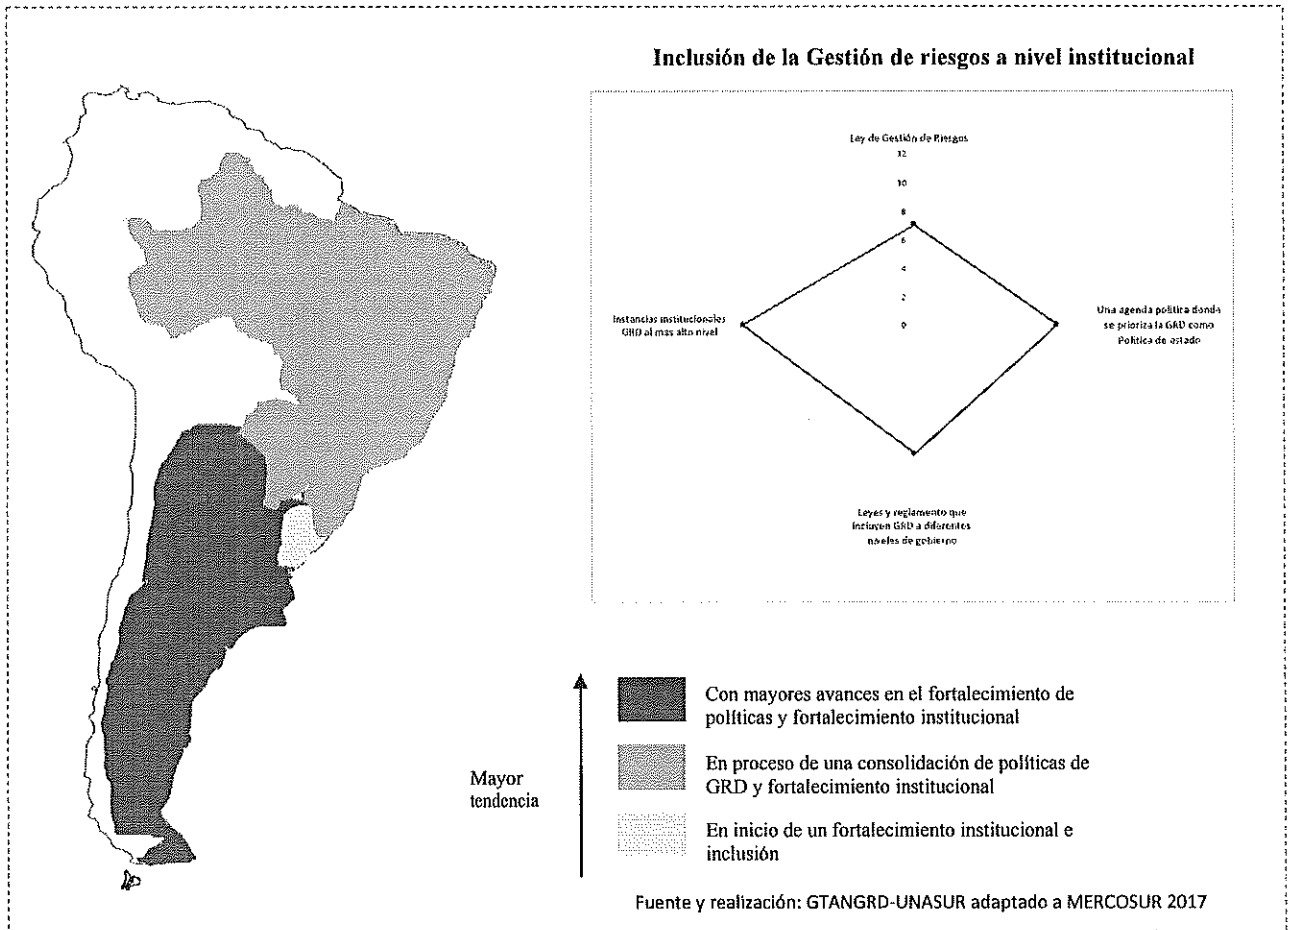 Inclusión de la Gestión de riesgos a nivel institucional
Ley de Gestión de Riesgos
12
10
8
6
4
2
0
Instancias institucionales
GRD al mas alto nivel
Una agenda política donde
se prioriza la GRD como
Política de estado
Leyes y reglamento que
incluyen GRD a diferentes
niveles de gobierno
Mayor
tendencia
Con mayores avances en el fortalecimiento de
políticas y fortalecimiento institucional
En proceso de una consolidación de políticas de
GRD y fortalecimiento institucional
En inicio de un fortalecimiento institucional e
inclusión
Fuente y realización: GTANGRD-UNASUR adaptado a MERCOSUR 2017